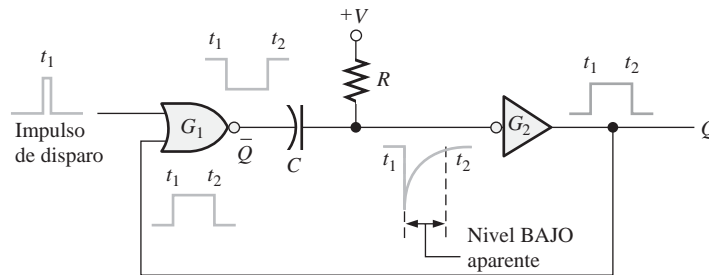 +V
t1 t2
t1
R
t1 t2
G1
G2
Q
Impulso
de disparo
Q̅
C
t1 t2
t1 t2
Nivel BAJO
aparente